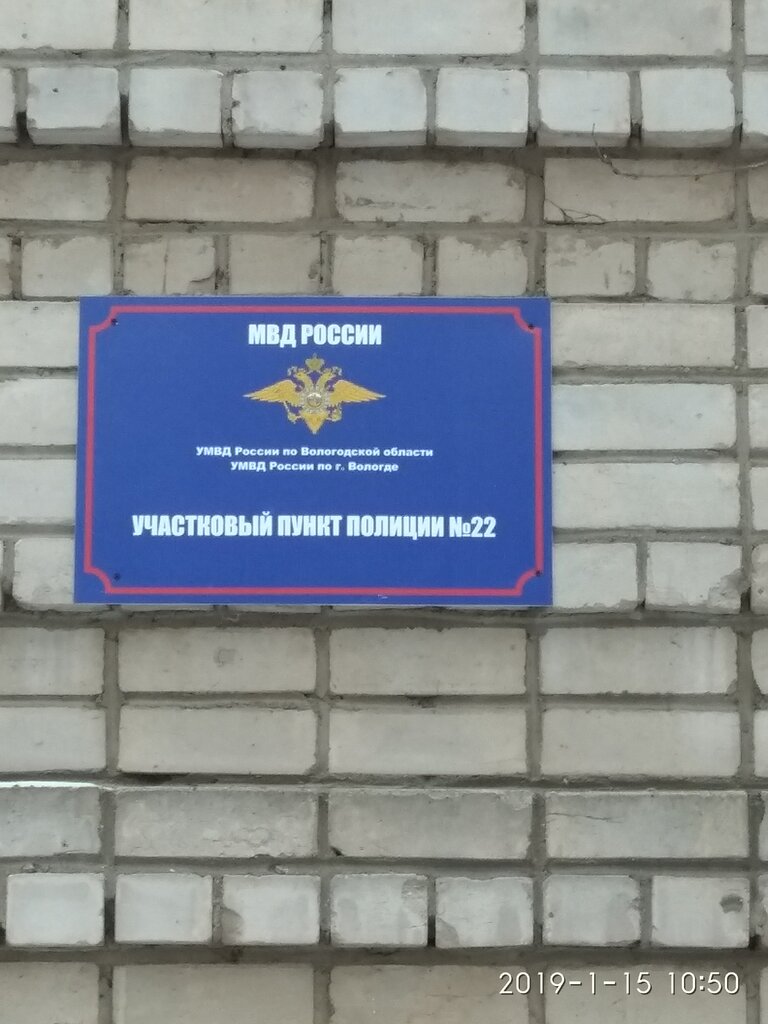 МВД РОССИИ
УМВД России по Вологодской области
УМВД России по г. Вологде
УЧАСТКОВЫЙ ПУНКТ ПОЛИЦИИ №22
2019-1-15 10:50